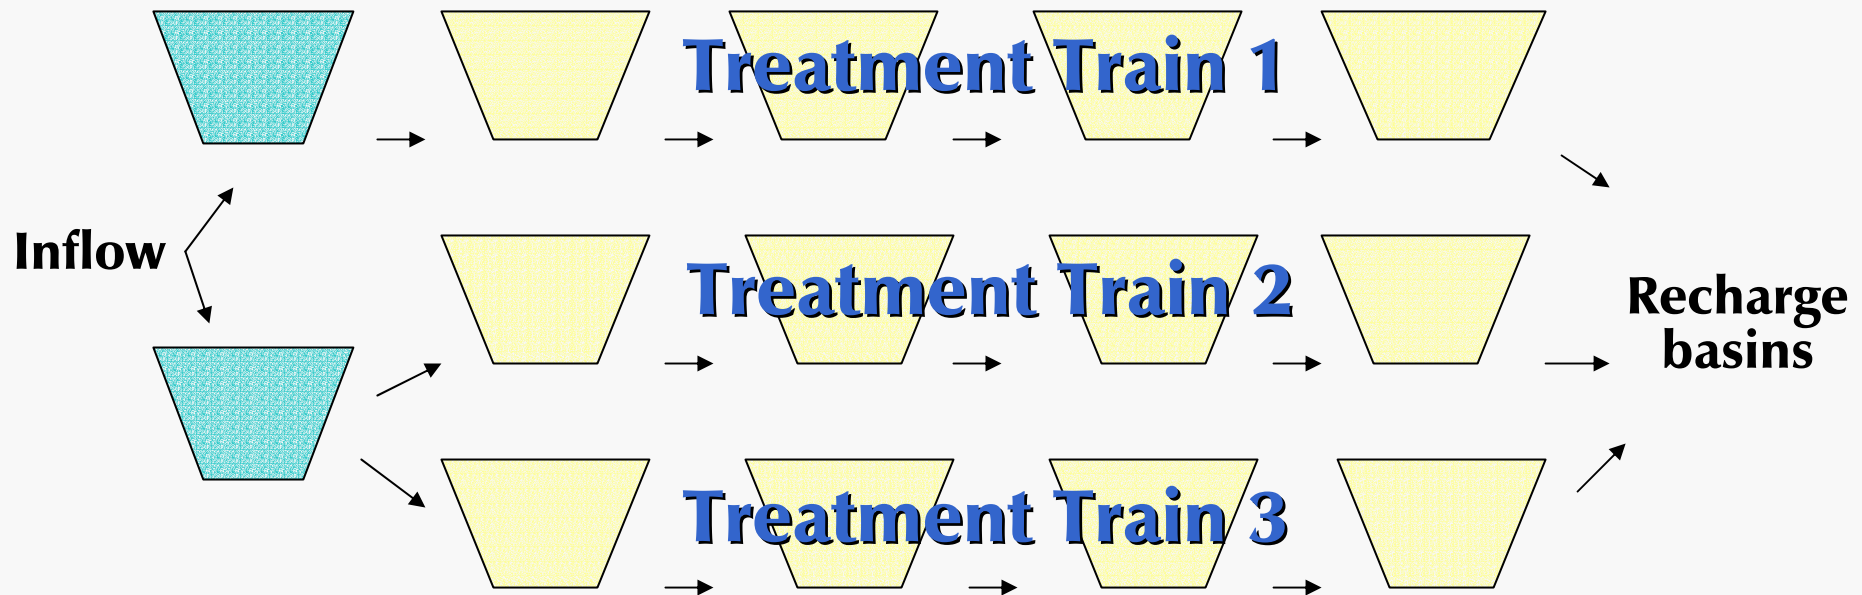 Treatment Train 1
Inflow
Treatment Train 2
Recharge
basins
Treatment Train 3